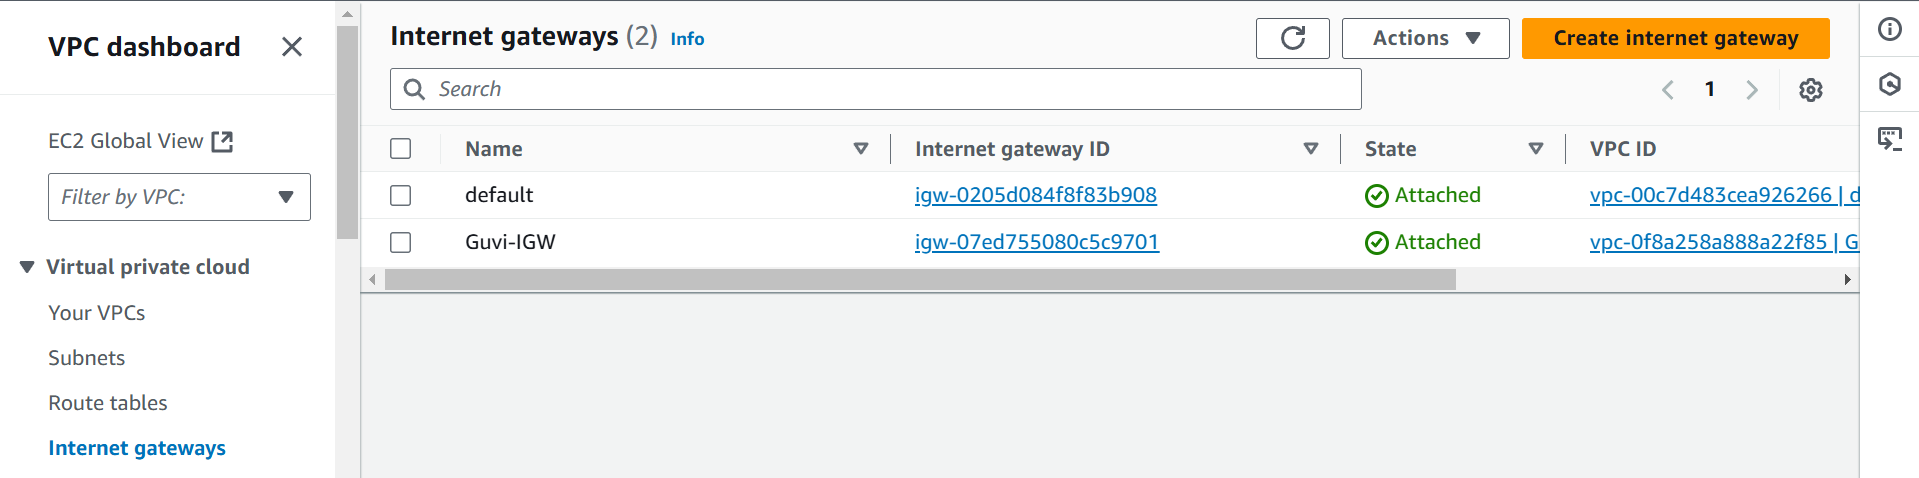 VPC dashboard
EC2 Global View
Filter by VPC:
Virtual private cloud
Your VPCs
Subnets
Route tables
Internet gateways
Internet gateways (2) Info
Actions
Create internet gateway
Search
1
Name Internet gateway ID State VPC ID
default igw-0205d084f8f83b908 Attached vpc-00c7d483cea926266 | d
Guvi-IGW igw-07ed755080c5c9701 Attached vpc-0f8a258a888a22f85 | G